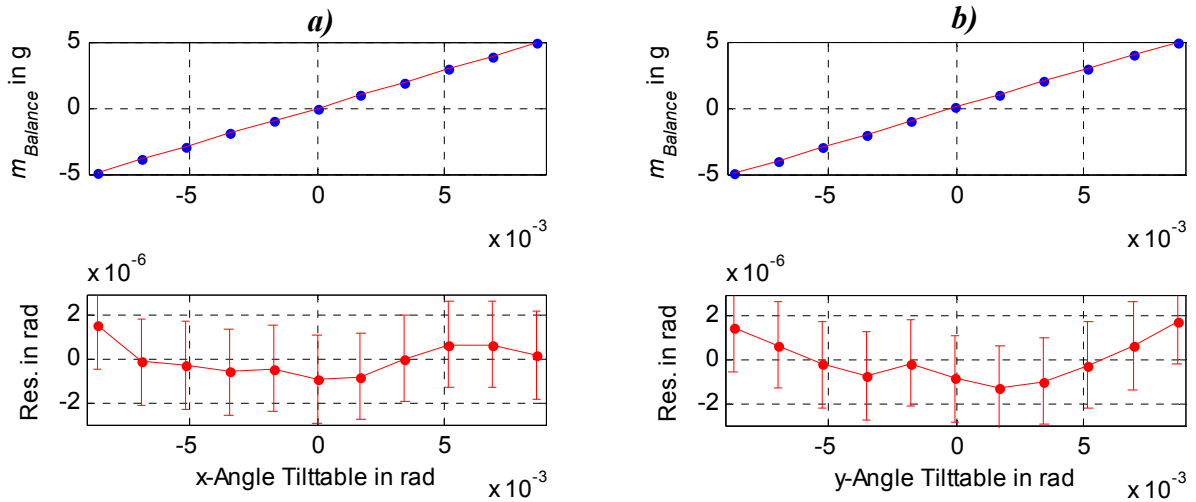 a)
m Balance in g
5
0
-5
-5 0 5
x 10-3
x 10-6
Res. in rad
2
0
-2
-5 0 5
x-Angle Tilttable in rad
x 10-3
b)
m Balance in g
5
0
-5
-5 0 5
x 10-3
x 10-6
Res. in rad
2
0
-2
-5 0 5
y-Angle Tilttable in rad
x 10-3